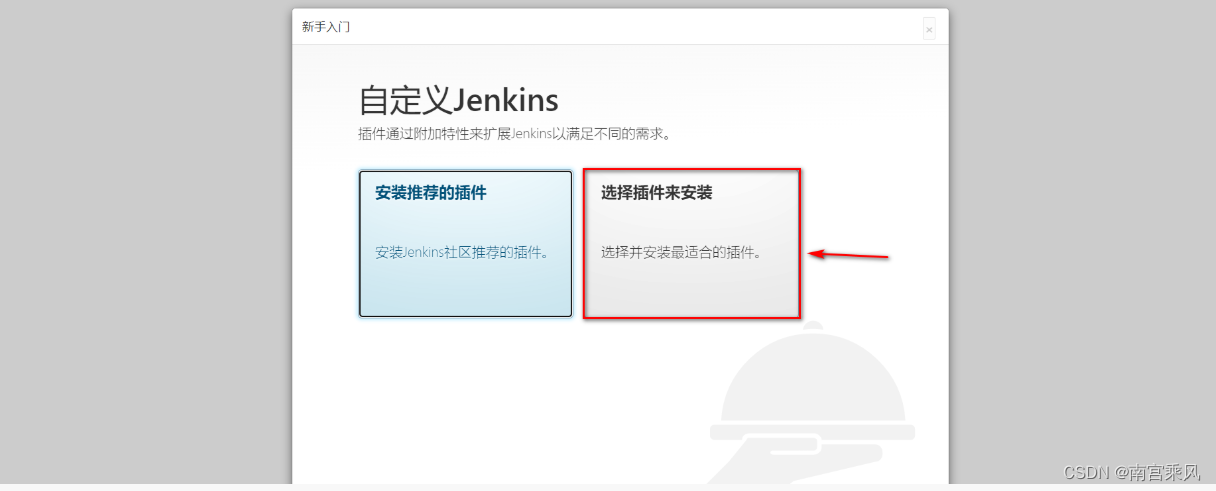 新手入门
×
自定义Jenkins
插件通过附加特性来扩展Jenkins以满足不同的需求。
安装推荐的插件
安装Jenkins社区推荐的插件。
选择插件来安装
选择并安装最适合的插件。
CSDN @南宫乘风